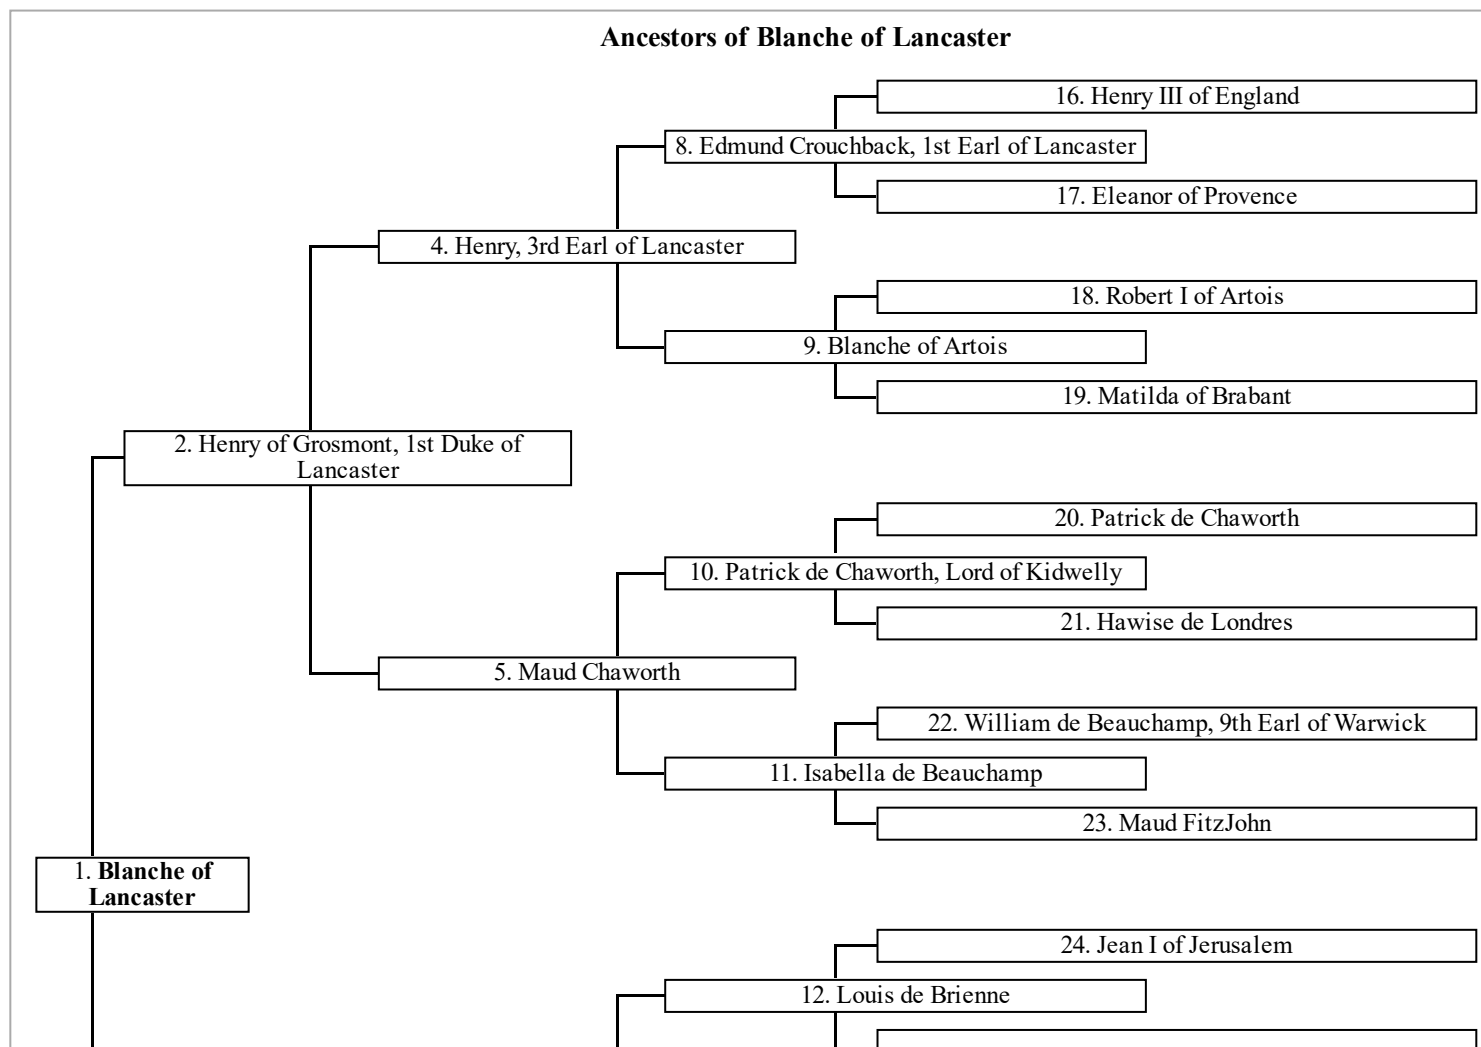 Ancestors of Blanche of Lancaster
16. Henry III of England
8. Edmund Crouchback, 1st Earl of Lancaster
17. Eleanor of Provence
4. Henry, 3rd Earl of Lancaster
18. Robert I of Artois
9. Blanche of Artois
19. Matilda of Brabant
2. Henry of Grosmont, 1st Duke of
Lancaster
20. Patrick de Chaworth
10. Patrick de Chaworth, Lord of Kidwelly
21. Hawise de Londres
5. Maud Chaworth
22. William de Beauchamp, 9th Earl of Warwick
11. Isabella de Beauchamp
23. Maud FitzJohn
1. Blanche of
Lancaster
24. Jean I of Jerusalem
12. Louis de Brienne